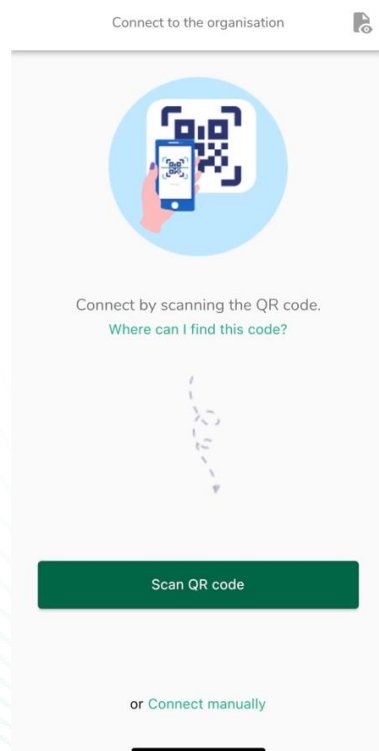 Connect to the organisation
Connect by scanning the QR code.
Where can I find this code?
Scan QR code
or Connect manually